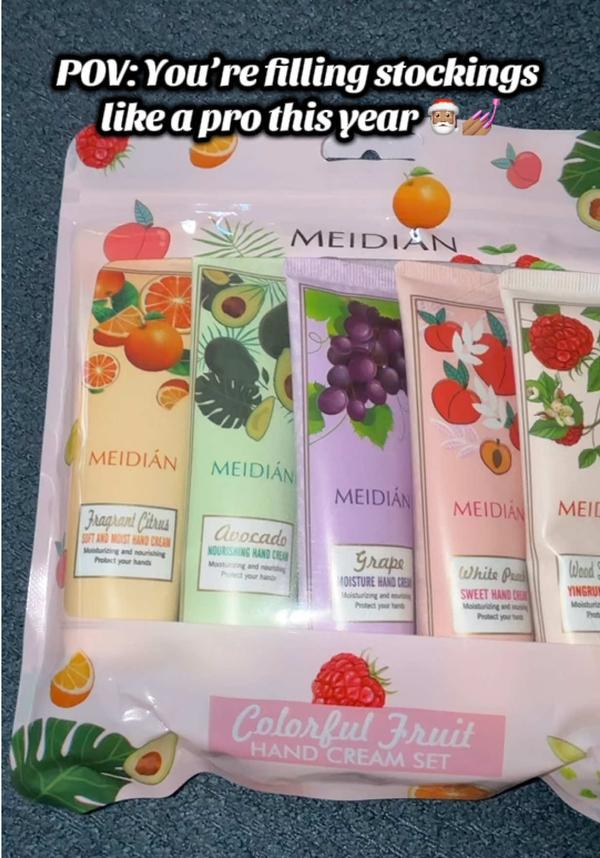 POV: You're filling stockings
like a pro this year 🎅🏽💅🏽
MEIDIAN
MEIDIÁN
Fragrant Citrus
SOFT AND MOIST HAND CREAM
Moisturizing and nourishing
Protect your hands
MEIDIÁN
Avocado
NOURISHING HAND CREAM
Moisturizing and nourishing
Protect your hands
MEIDIÁN
Grape
MOISTURE HAND CREAM
Moisturizing and nourishing
Protect your hands
MEIDIÁN
White Peach
SWEET HAND CREAM
Moisturizing and nourishing
Protect your hands
MEID
Wood
YINGRU
Colorful Fruit
HAND CREAM SET